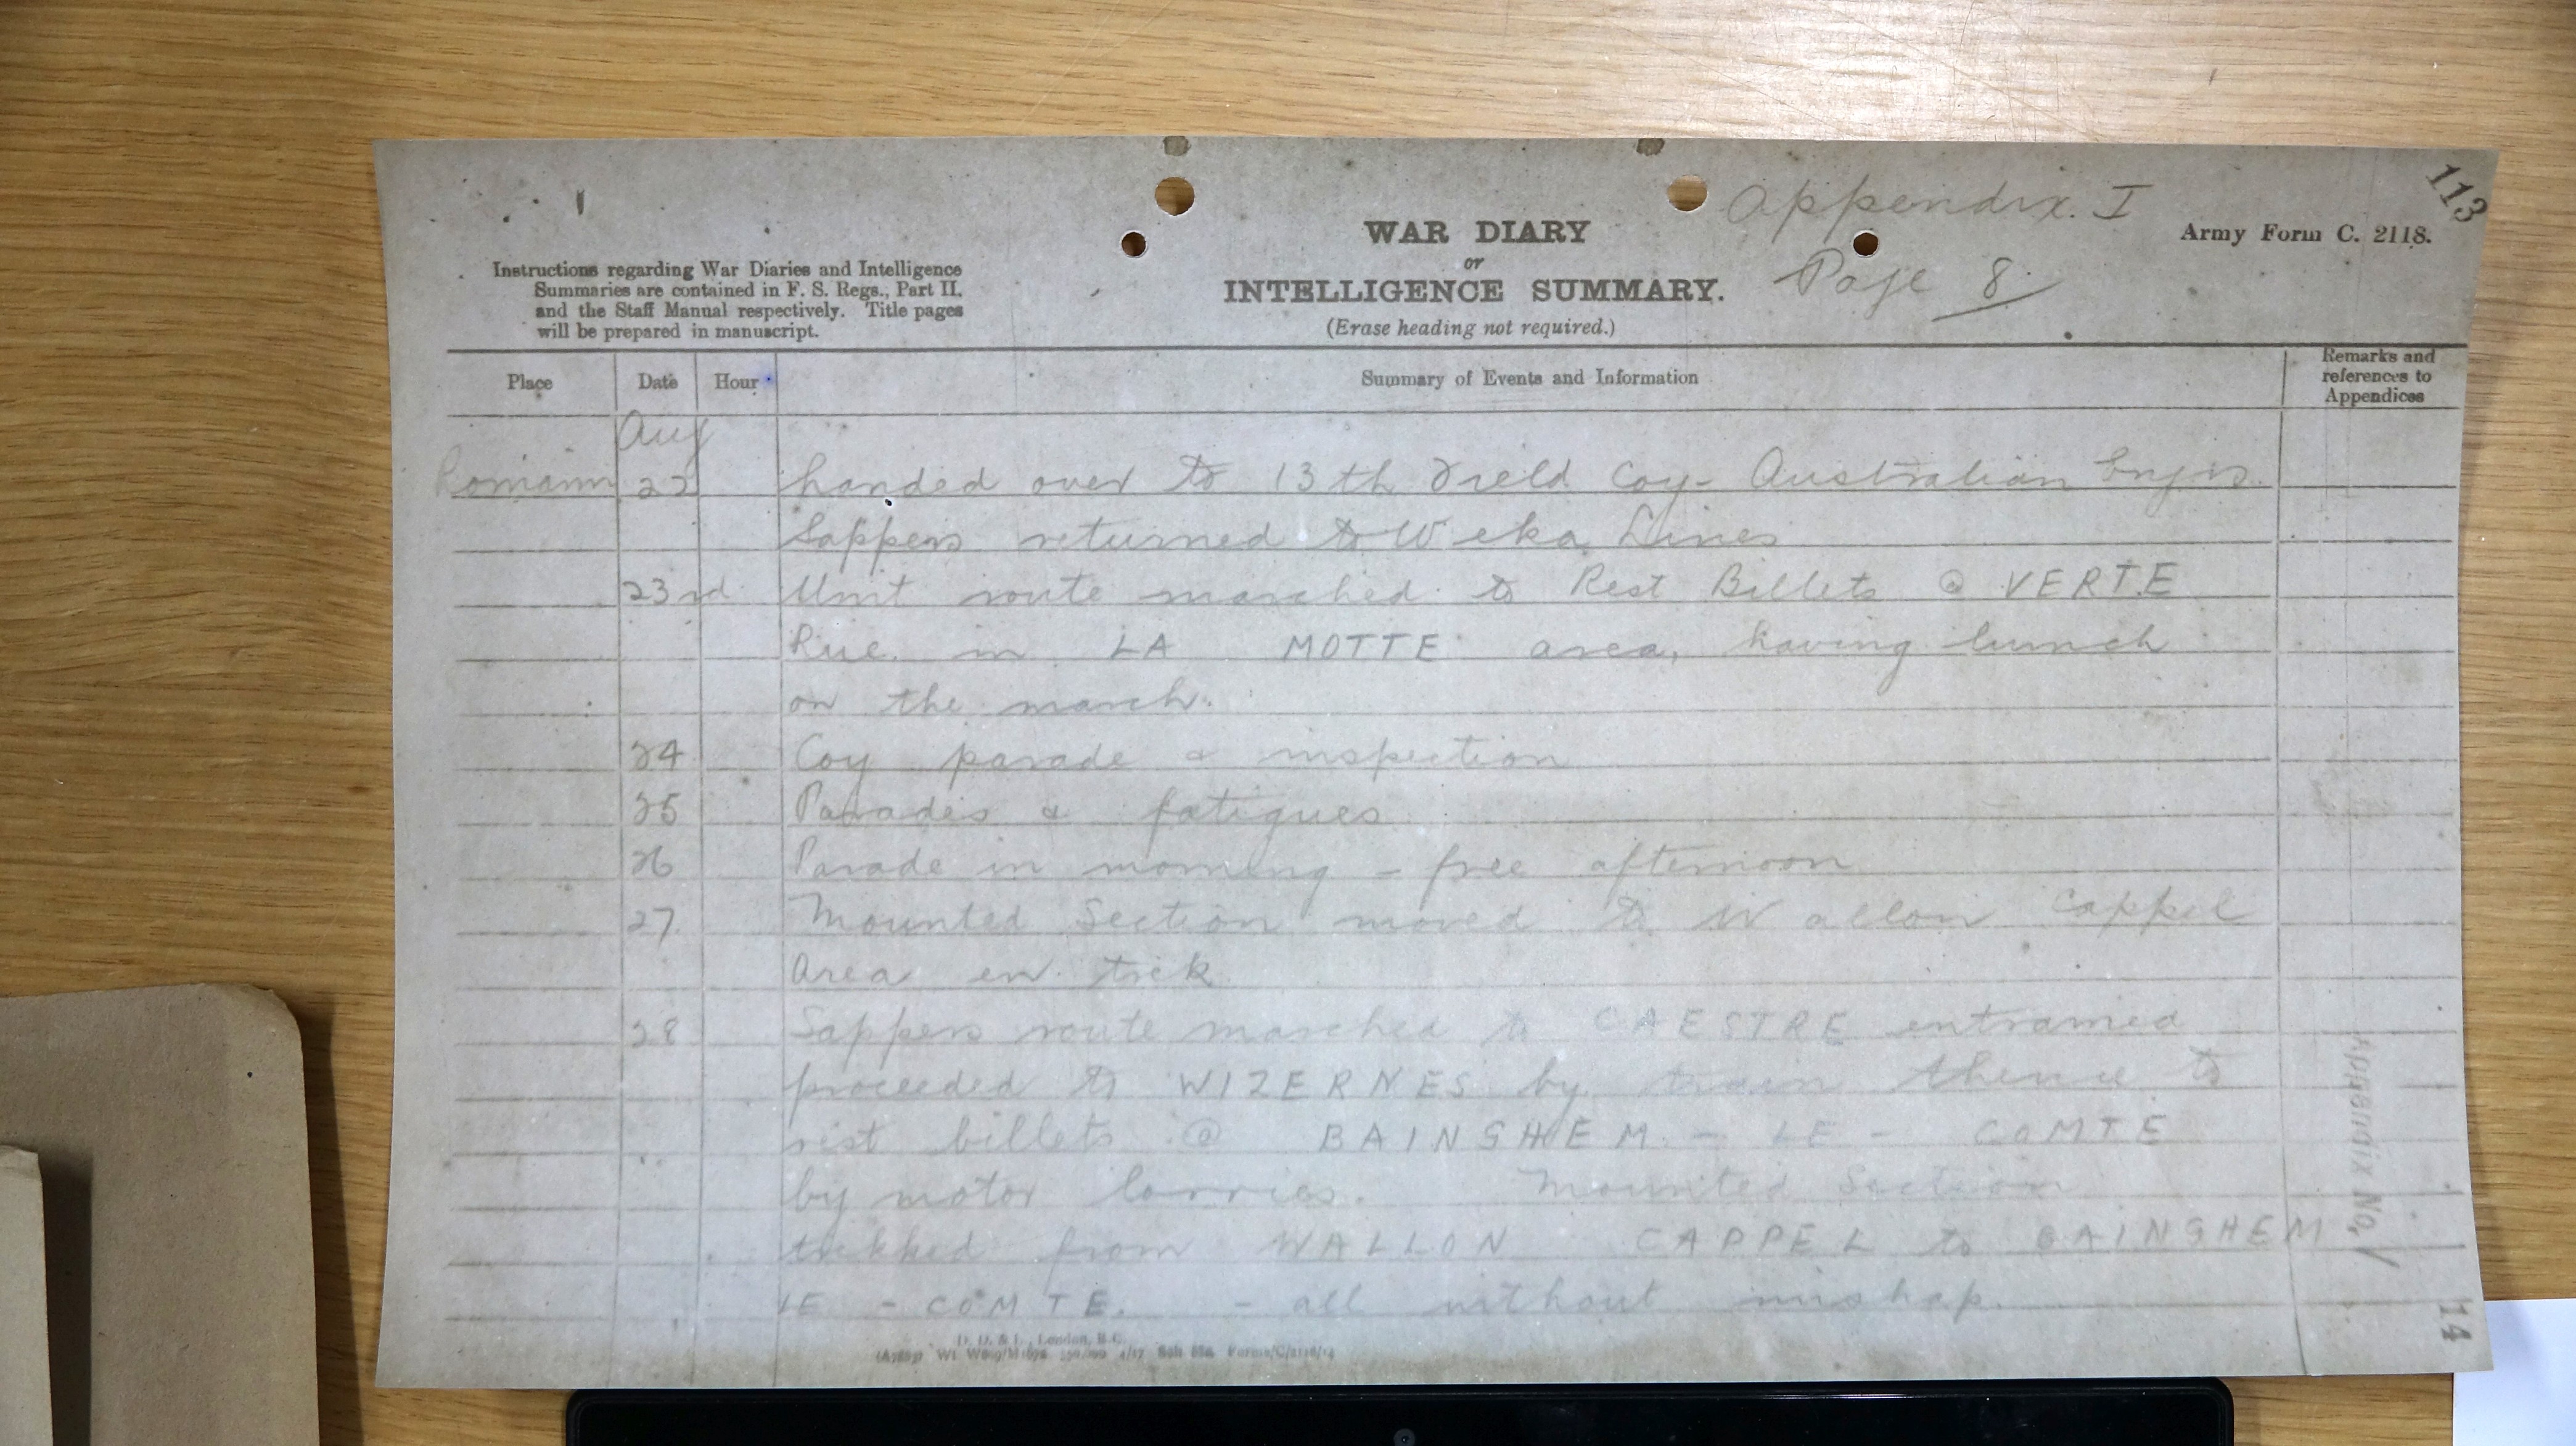 Appendix. I
113
WAR DIARY
Army Form C. 2118.
or
INTELLIGENCE SUMMARY.
Page 8
(Erase heading not required.)
Instructions regarding War Diaries and Intelligence
Summaries are contained in F. S. Regs., Part II.
and the Staff Manual respectively. Title pages
will be prepared in manuscript.
Place Date Hour Summary of Events and Information
Remarks and
references to
Appendices
Aug
Romarin 22 handed over to 13th Field Coy- Australian Engrs.
Sappers returned to Weka Lines
23rd Unit route marched to Rest Billets @ VERTE
Rue in LA MOTTE area, having lunch
on the march.
24 Coy parade & inspection
25 Parades & fatigues
26 Parade in morning - free afternoon
27 Mounted Section moved to Wallon Cappel
Area en trek
28 Sappers route marched to CAESTRE entrained
proceeded to WIZERNES by train thence to
rest billets @ BAINGHEM - LE - COMTE
by motor lorries. Mounted Section
trekked from WALLON CAPPEL to BAINGHEM
LE - COMTE. - all without mishap.
Appendix No. 1
14
D. D. & L., London, E.C.